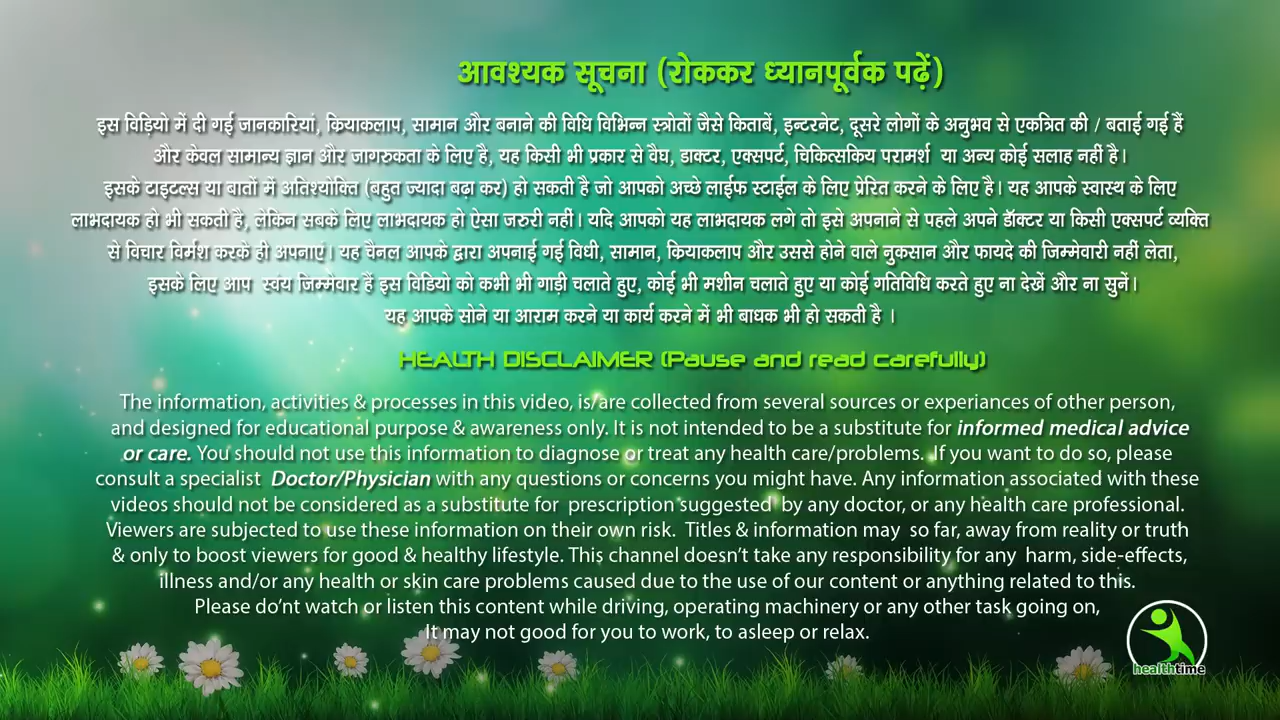 आवश्यक सूचना (रोककर ध्यानपूर्वक पढ़ें)
इस विड़ियो में दी गई जानकारियां, क्रियाकलाप, सामान और बनाने की विधि विभिन्न स्त्रोतों जैसे किताबें, इन्टरनेट, दूसरे लोगों के अनुभव से एकत्रित की / बताई गई हैं
और केवल सामान्य ज्ञान और जागरुकता के लिए है, यह किसी भी प्रकार से वैघ, डाक्टर, एक्सपर्ट, चिकित्सकिय परामर्श या अन्य कोई सलाह नहीं है।
इसके टाइटल्स या बातों में अतिश्योक्ति (बहुत ज्यादा बढ़ा कर) हो सकती है जो आपको अच्छे लाईफ स्टाईल के लिए प्रेरित करने के लिए है। यह आपके स्वास्थ के लिए
लाभदायक हो भी सकती है, लेकिन सबके लिए लाभदायक हो ऐसा जरुरी नहीं। यदि आपको यह लाभदायक लगे तो इसे अपनाने से पहले अपने डॅाक्टर या किसी एक्सपर्ट व्यक्ति
से विचार विर्मश करके ही अपनाएं। यह चैनल आपके द्वारा अपनाई गई विधी, सामान, क्रियाकलाप और उससे होने वाले नुकसान और फायदे की जिम्मेवारी नहीं लेता,
इसके लिए आप स्वंय जिम्मेवार हैं इस विडियो को कभी भी गाड़ी चलाते हुए, कोई भी मशीन चलाते हुए या कोई गतिविधि करते हुए ना देखें और ना सुनें।
यह आपके सोने या आराम करने या कार्य करने में भी बाधक भी हो सकती है ।
HEALTH DISCLAIMER (Pause and read carefully)
The information, activities & processes in this video, is/are collected from several sources or experiances of other person,
and designed for educational purpose & awareness only. It is not intended to be a substitute for informed medical advice
or care. You should not use this information to diagnose or treat any health care/problems. If you want to do so, please
consult a specialist Doctor/Physician with any questions or concerns you might have. Any information associated with these
videos should not be considered as a substitute for prescription suggested by any doctor, or any health care professional.
Viewers are subjected to use these information on their own risk. Titles & information may so far, away from reality or truth
& only to boost viewers for good & healthy lifestyle. This channel doesn't take any responsibility for any harm, side-effects,
illness and/or any health or skin care problems caused due to the use of our content or anything related to this.
Please do'nt watch or listen this content while driving, operating machinery or any other task going on,
It may not good for you to work, to asleep or relax.
healthtime